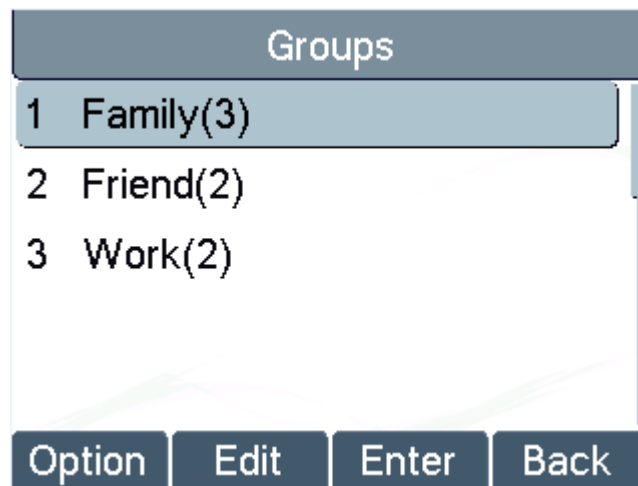 Groups
1 Family(3)
2 Friend(2)
3 Work(2)
Option Edit Enter Back